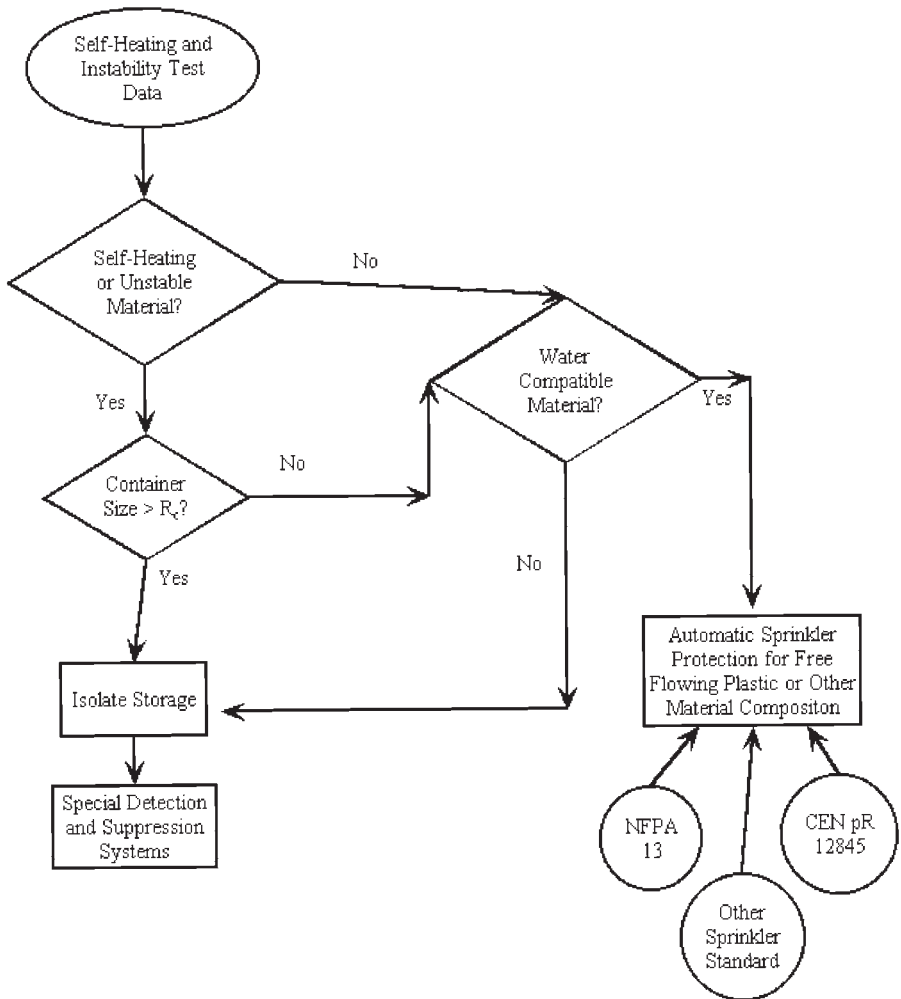 Self-Heating and
Instability Test
Data
Self-Heating
or Unstable
Material?
No
Water
Compatible
Material?
Yes
Yes
Container
Size > Rc?
No
Yes
No
Isolate Storage
Automatic Sprinkler
Protection for Free
Flowing Plastic or Other
Material Compositon
Special Detection
and Suppression
Systems
NFPA
13
CEN pR
12845
Other
Sprinkler
Standard